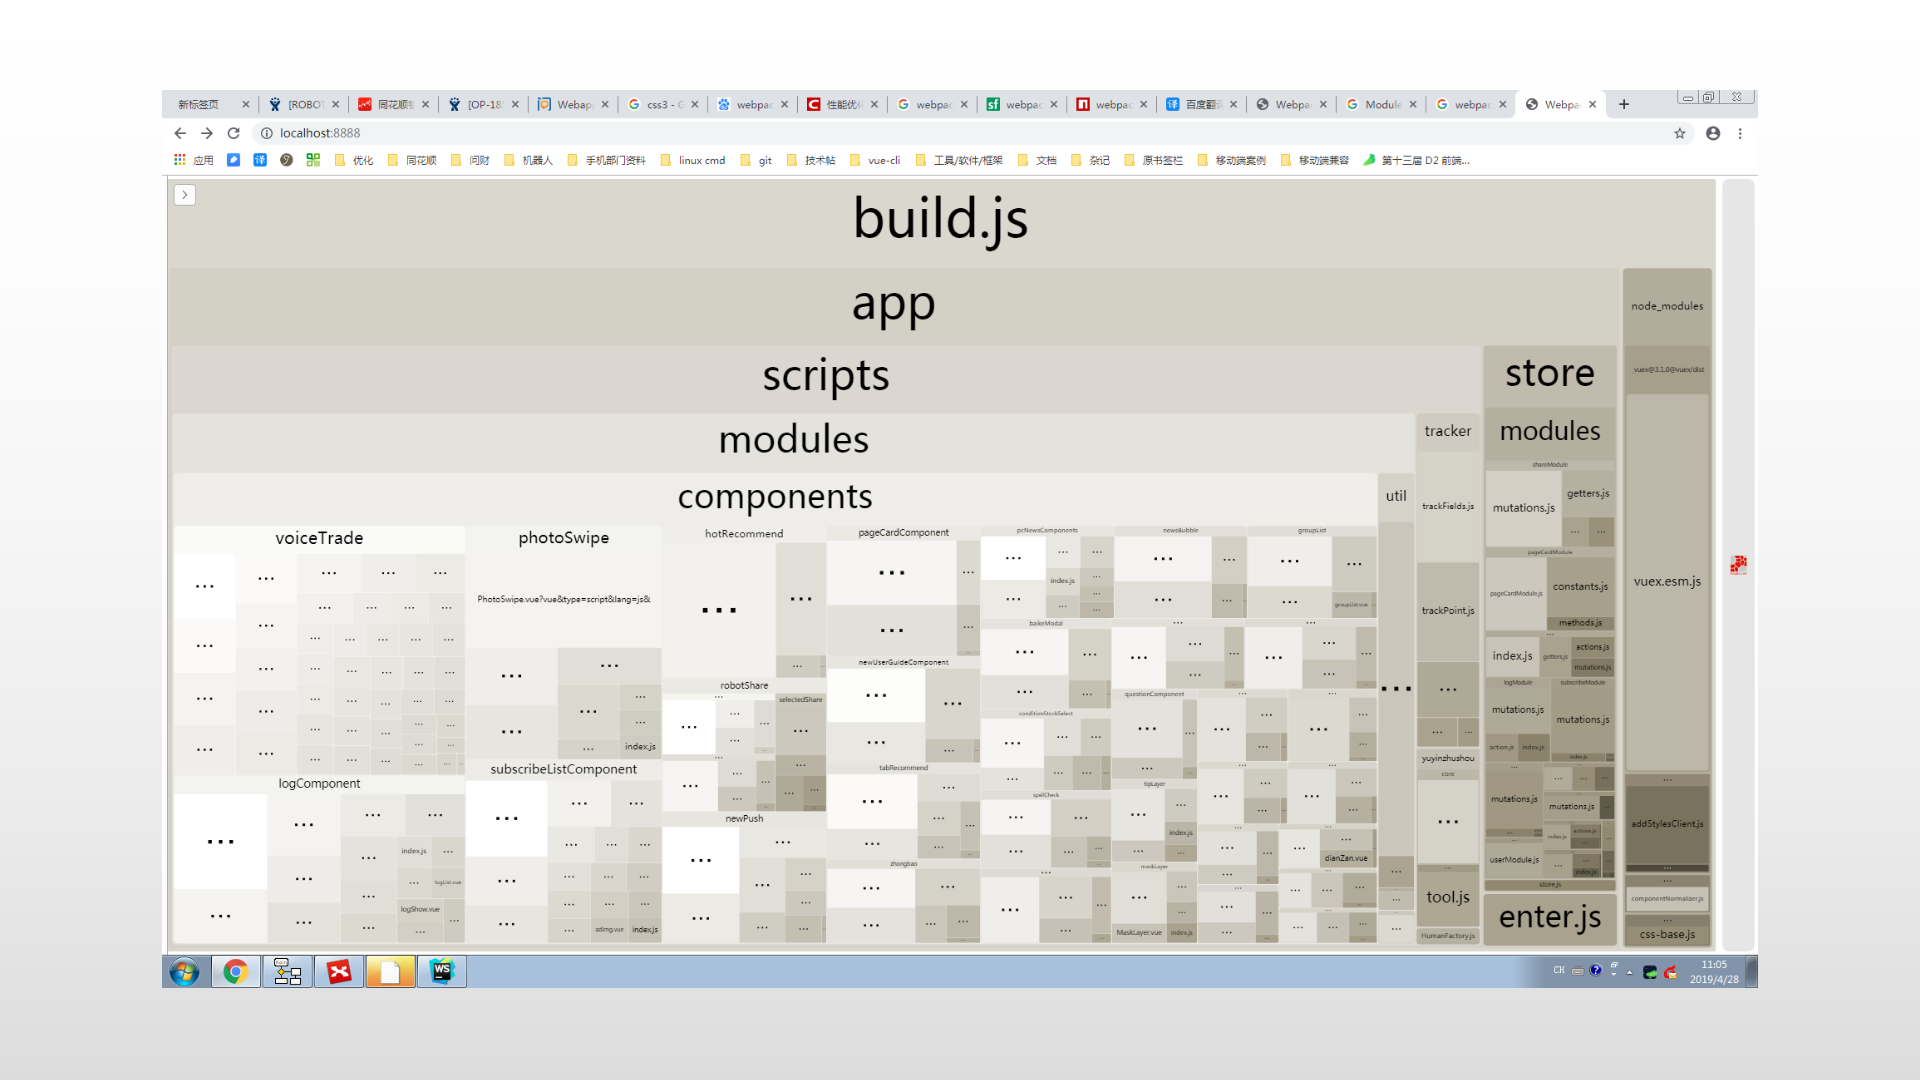 新标签页
[ROBOT
同花顺
[OP-18
Webap
css3 - G
webpac
性能优
webpac
webpac
webpac
百度翻
Webpa
Module
webpac
Webpa
localhost:8888
应用
优化
同花顺
问财
机器人
手机部门资料
linux cmd
git
技术帖
vue-cli
工具/软件/框架
文档
杂记
原书签栏
移动端案例
移动端兼容
第十三届 D2 前端...
build.js
app
node_modules
scripts
store
vuex@3.1.0@vuex/dist
modules
tracker
modules
components
util
shareModule
voiceTrade
photoSwipe
hotRecommend
pageCardComponent
pcNewsComponents
newsBubble
groupList
trackFields.js
mutations.js
getters.js
pageCardModule
index.js
vuex.esm.js
PhotoSwipe.vue?vue&type=script&lang=js&
pageCardModule.js
constants.js
groupList.vue
trackPoint.js
methods.js
baikeModal
newUserGuideComponent
index.js
getters.js
actions.js
mutations.js
robotShare
selectedShare
questionComponent
logModule
subscribeModule
conditionStockSelect
mutations.js
mutations.js
index.js
action.js
index.js
index.js
subscribeListComponent
tabRecommend
yuyinzhushou
core
logComponent
tipLayer
spellCheck
mutations.js
mutations.js
newPush
index.js
addStylesClient.js
index.js
actions.js
index.js
zhongbao
dianZan.vue
userModule.js
maskLayer
index.js
logList.vue
store.js
tool.js
componentNormalizer.js
logShow.vue
enter.js
adImg.vue
index.js
MaskLayer.vue
index.js
HumanFactory.js
css-base.js
CH
11:05
2019/4/28